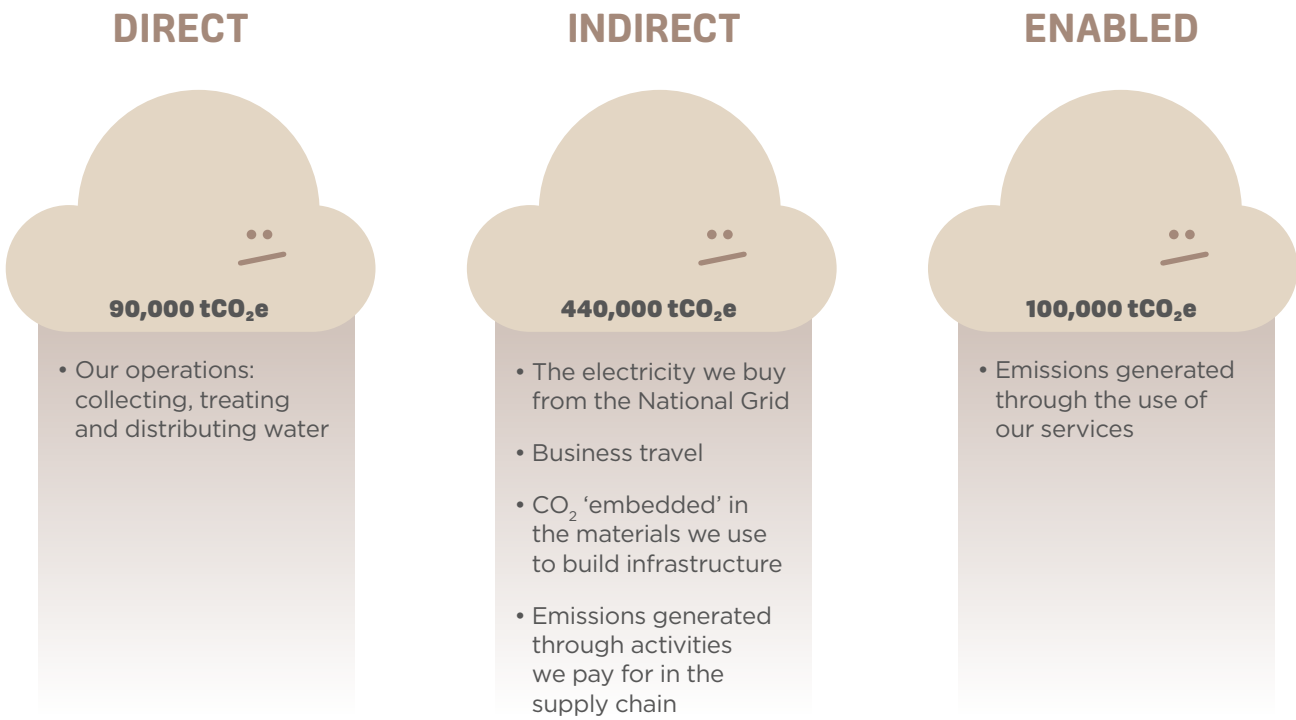 DIRECT
90,000 tCO₂e
• Our operations:
collecting, treating
and distributing water
INDIRECT
440,000 tCO₂e
• The electricity we buy
from the National Grid
• Business travel
• CO₂ ‘embedded’ in
the materials we use
to build infrastructure
• Emissions generated
through activities
we pay for in the
supply chain
ENABLED
100,000 tCO₂e
• Emissions generated
through the use of
our services